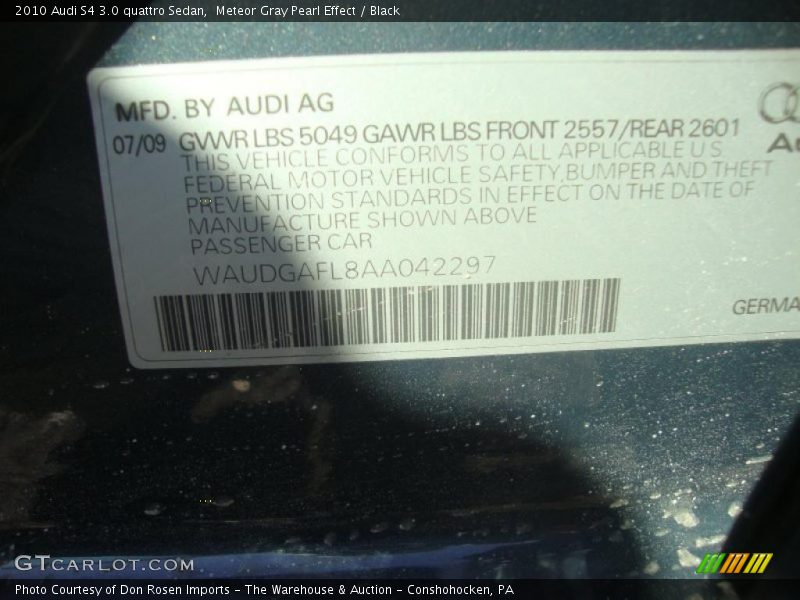 2010 Audi S4 3.0 quattro Sedan, Meteor Gray Pearl Effect / Black
MFD. BY AUDI AG
07/09 GVWR LBS 5049 GAWR LBS FRONT 2557/REAR 2601
THIS VEHICLE CONFORMS TO ALL APPLICABLE U S
FEDERAL MOTOR VEHICLE SAFETY,BUMPER AND THEFT
PREVENTION STANDARDS IN EFFECT ON THE DATE OF
MANUFACTURE SHOWN ABOVE
PASSENGER CAR
WAUDGAFL8AA042297
GTCARLOT.COM
Photo Courtesy of Don Rosen Imports - The Warehouse & Auction - Conshohocken, PA